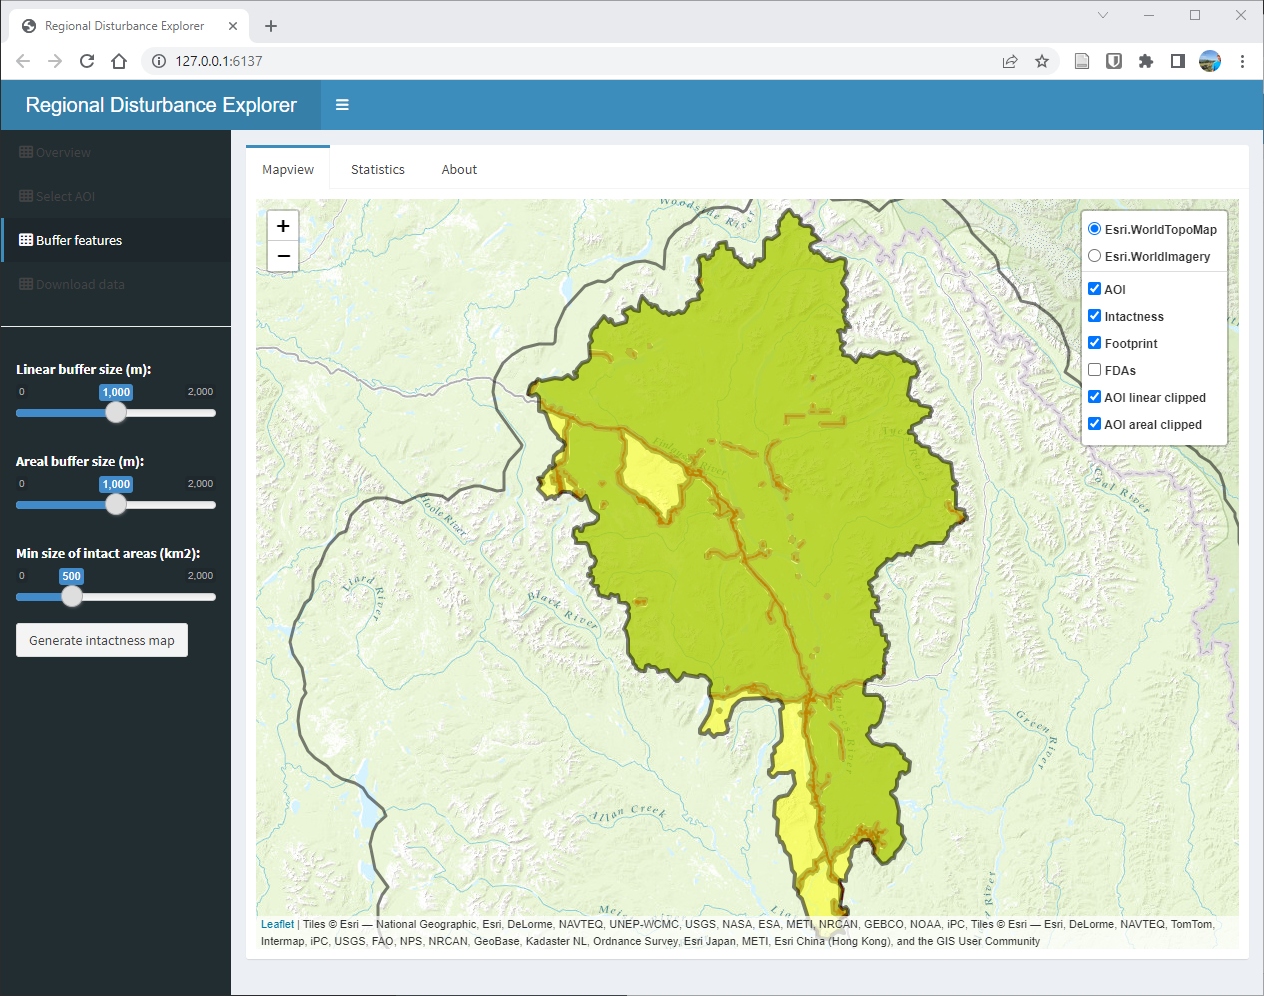 Regional Disturbance Explorer
127.0.0.1:6137
Regional Disturbance Explorer
Overview
Select AOI
Buffer features
Download data
Linear buffer size (m):
0
1,000
2,000
Areal buffer size (m):
0
1,000
2,000
Min size of intact areas (km2):
0
500
2,000
Generate intactness map
Mapview
Statistics
About
+
−
Woodside River
Hoole River
Liard River
Black River
Allan Creek
Coal River
Green River
Esri.WorldTopoMap
Esri.WorldImagery
AOI
Intactness
Footprint
FDAs
AOI linear clipped
AOI areal clipped
Leaflet | Tiles © Esri — National Geographic, Esri, DeLorme, NAVTEQ, UNEP-WCMC, USGS, NASA, ESA, METI, NRCAN, GEBCO, NOAA, iPC, Tiles © Esri — Esri, DeLorme, NAVTEQ, TomTom,
Intermap, iPC, USGS, FAO, NPS, NRCAN, GeoBase, Kadaster NL, Ordnance Survey, Esri Japan, METI, Esri China (Hong Kong), and the GIS User Community